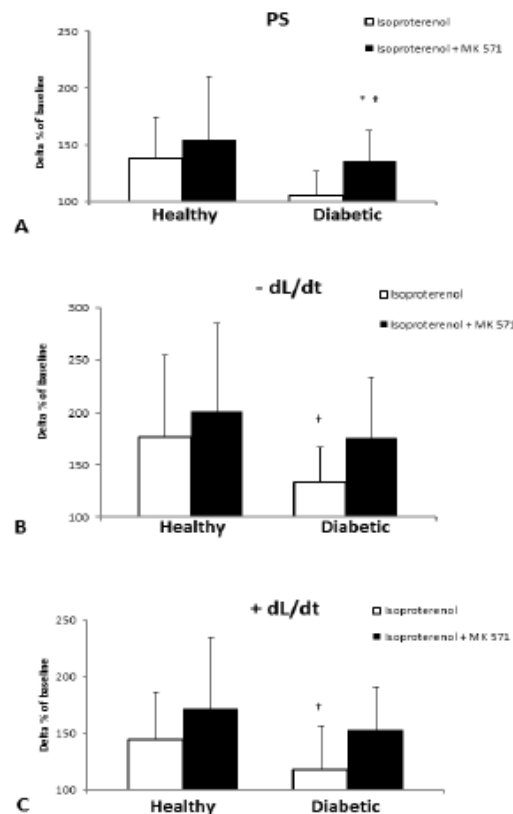 PS
Isoproterenol
Isoproterenol + MK 571
Delta % of baseline
250
200
150
100
* †
Healthy Diabetic
A
- dL/dt
Isoproterenol
Isoproterenol + MK 571
Delta % of baseline
300
250
200
150
100
†
Healthy Diabetic
B
+ dL/dt
Isoproterenol
Isoproterenol + MK 571
Delta % of baseline
250
200
150
100
†
Healthy Diabetic
C